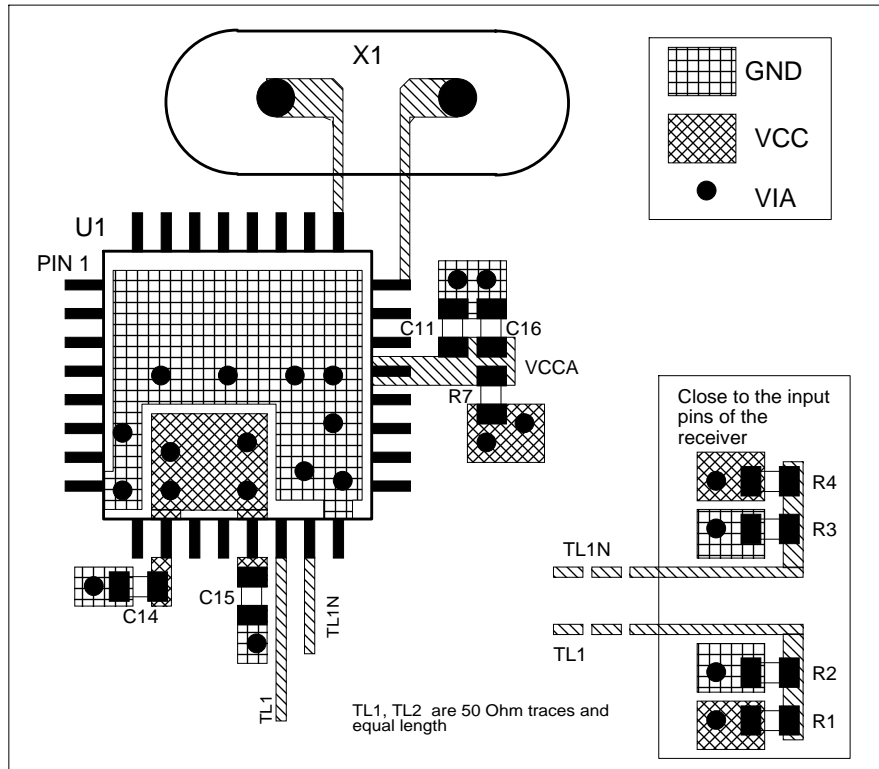 X1
GND
VCC
VIA
U1
PIN 1
C11
C16
VCCA
R7
Close to the input
pins of the
receiver
R4
R3
TL1N
C15
C14
TL1N
TL1
TL1
R2
R1
TL1, TL2 are 50 Ohm traces and
equal length